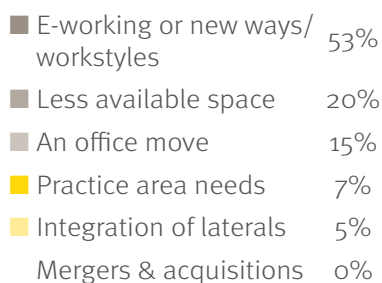 E-working or new ways/ 53%
workstyles
Less available space 20%
An office move 15%
Practice area needs 7%
Integration of laterals 5%
Mergers & acquisitions 0%